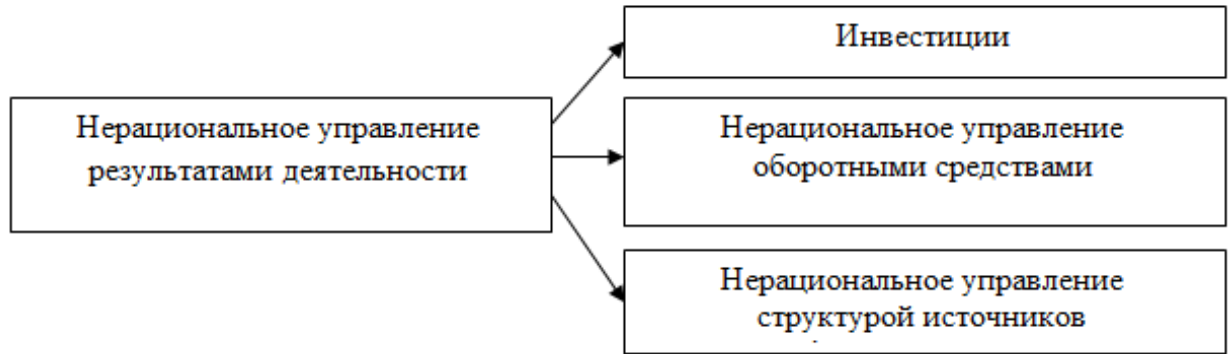 Инвестиции
Нерациональное управление
результатами деятельности
Нерациональное управление
оборотными средствами
Нерациональное управление
структурой источников